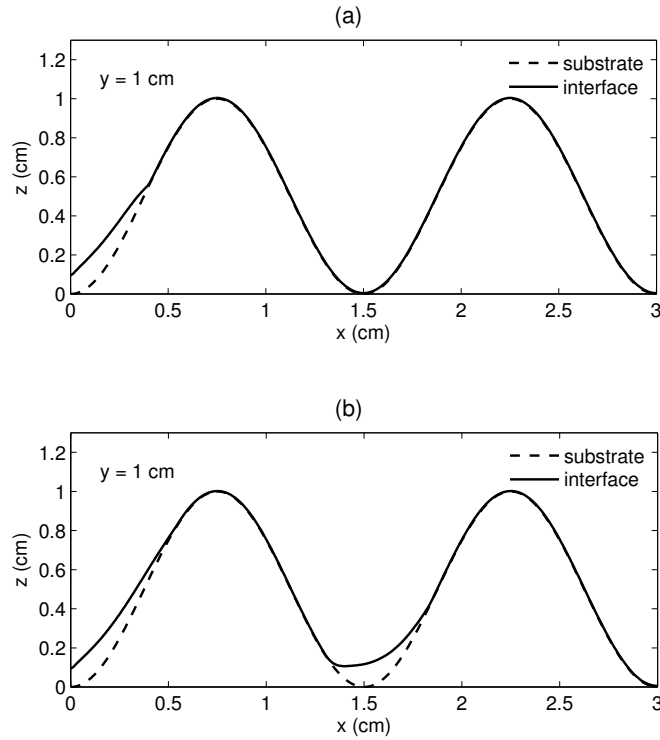 (a)
y = 1 cm
substrate
interface
z (cm)
1.2
1
0.8
0.6
0.4
0.2
0
0 0.5 1 1.5 2 2.5 3
x (cm)
(b)
y = 1 cm
substrate
interface
z (cm)
1.2
1
0.8
0.6
0.4
0.2
0
0 0.5 1 1.5 2 2.5 3
x (cm)